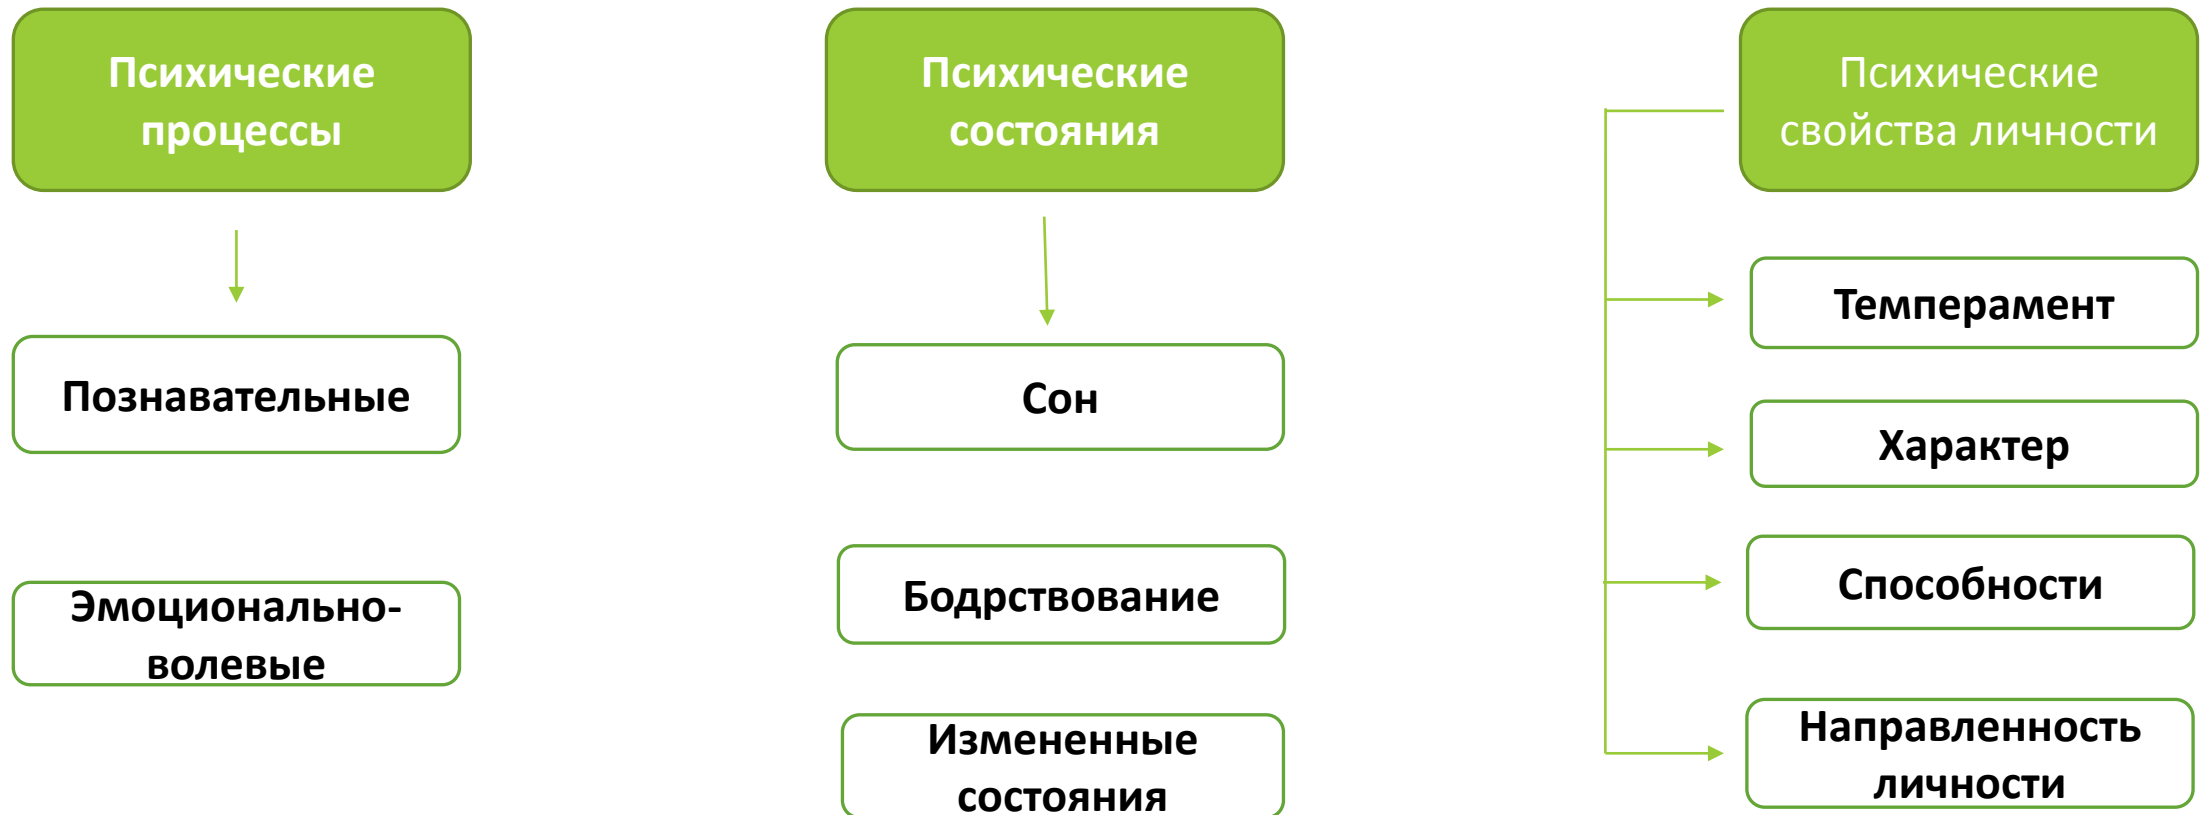 Психические
процессы
Познавательные
Эмоционально-
волевые
Психические
состояния
Сон
Бодрствование
Измененные
состояния
Психические
свойства личности
Темперамент
Характер
Способности
Направленность
личности